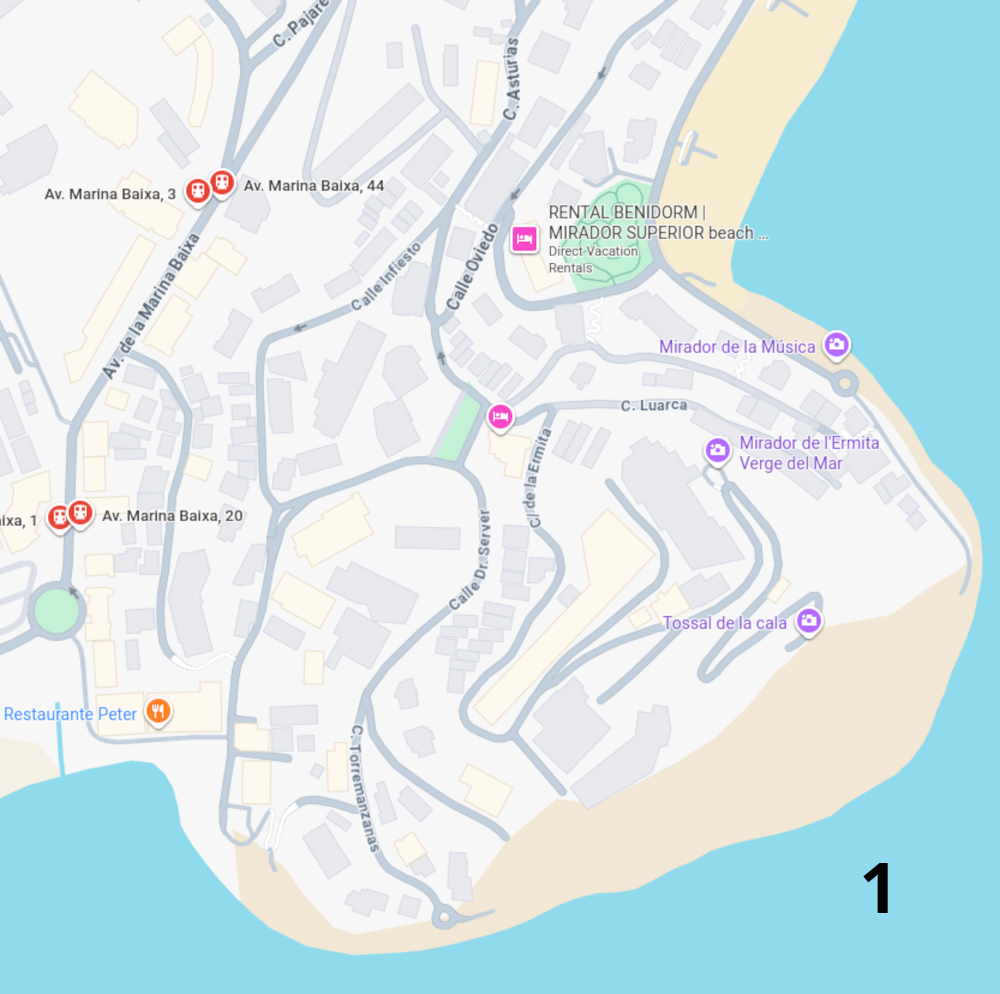 C. Pajare
C. Asturias
Av. Marina Baixa, 3
Av. Marina Baixa, 44
RENTAL BENIDORM |
MIRADOR SUPERIOR beach ...
Direct Vacation
Rentals
Calle Oviedo
Calle Infiesto
Av. de la Marina Baixa
Mirador de la Música
C. Luarca
Mirador de l'Ermita
Verge del Mar
C. de la Ermita
aixa, 1
Av. Marina Baixa, 20
Calle Dr. Server
Tossal de la cala
Restaurante Peter
C. Torremanzanas
1